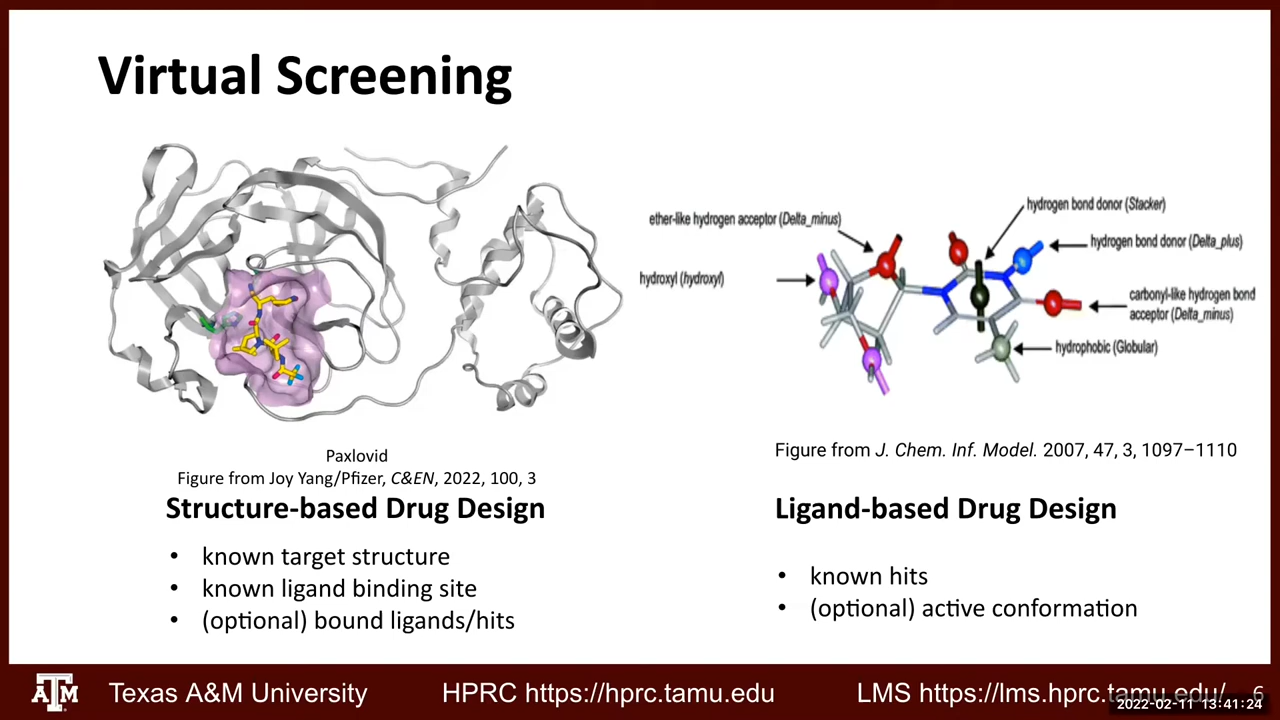 Virtual Screening
ether-like hydrogen acceptor (Delta_minus)
hydroxyl (hydroxyl)
hydrogen bond donor (Stacker)
hydrogen bond donor (Delta_plus)
carbonyl-like hydrogen bond
acceptor (Delta_minus)
hydrophobic (Globular)
Paxlovid
Figure from Joy Yang/Pfizer, C&EN, 2022, 100, 3
Structure-based Drug Design
• known target structure
• known ligand binding site
• (optional) bound ligands/hits
Figure from J. Chem. Inf. Model. 2007, 47, 3, 1097–1110
Ligand-based Drug Design
• known hits
• (optional) active conformation
ATM Texas A&M University HPRC https://hprc.tamu.edu LMS https://lms.hprc.tamu.edu/ 6
2022-02-11 13:41:24